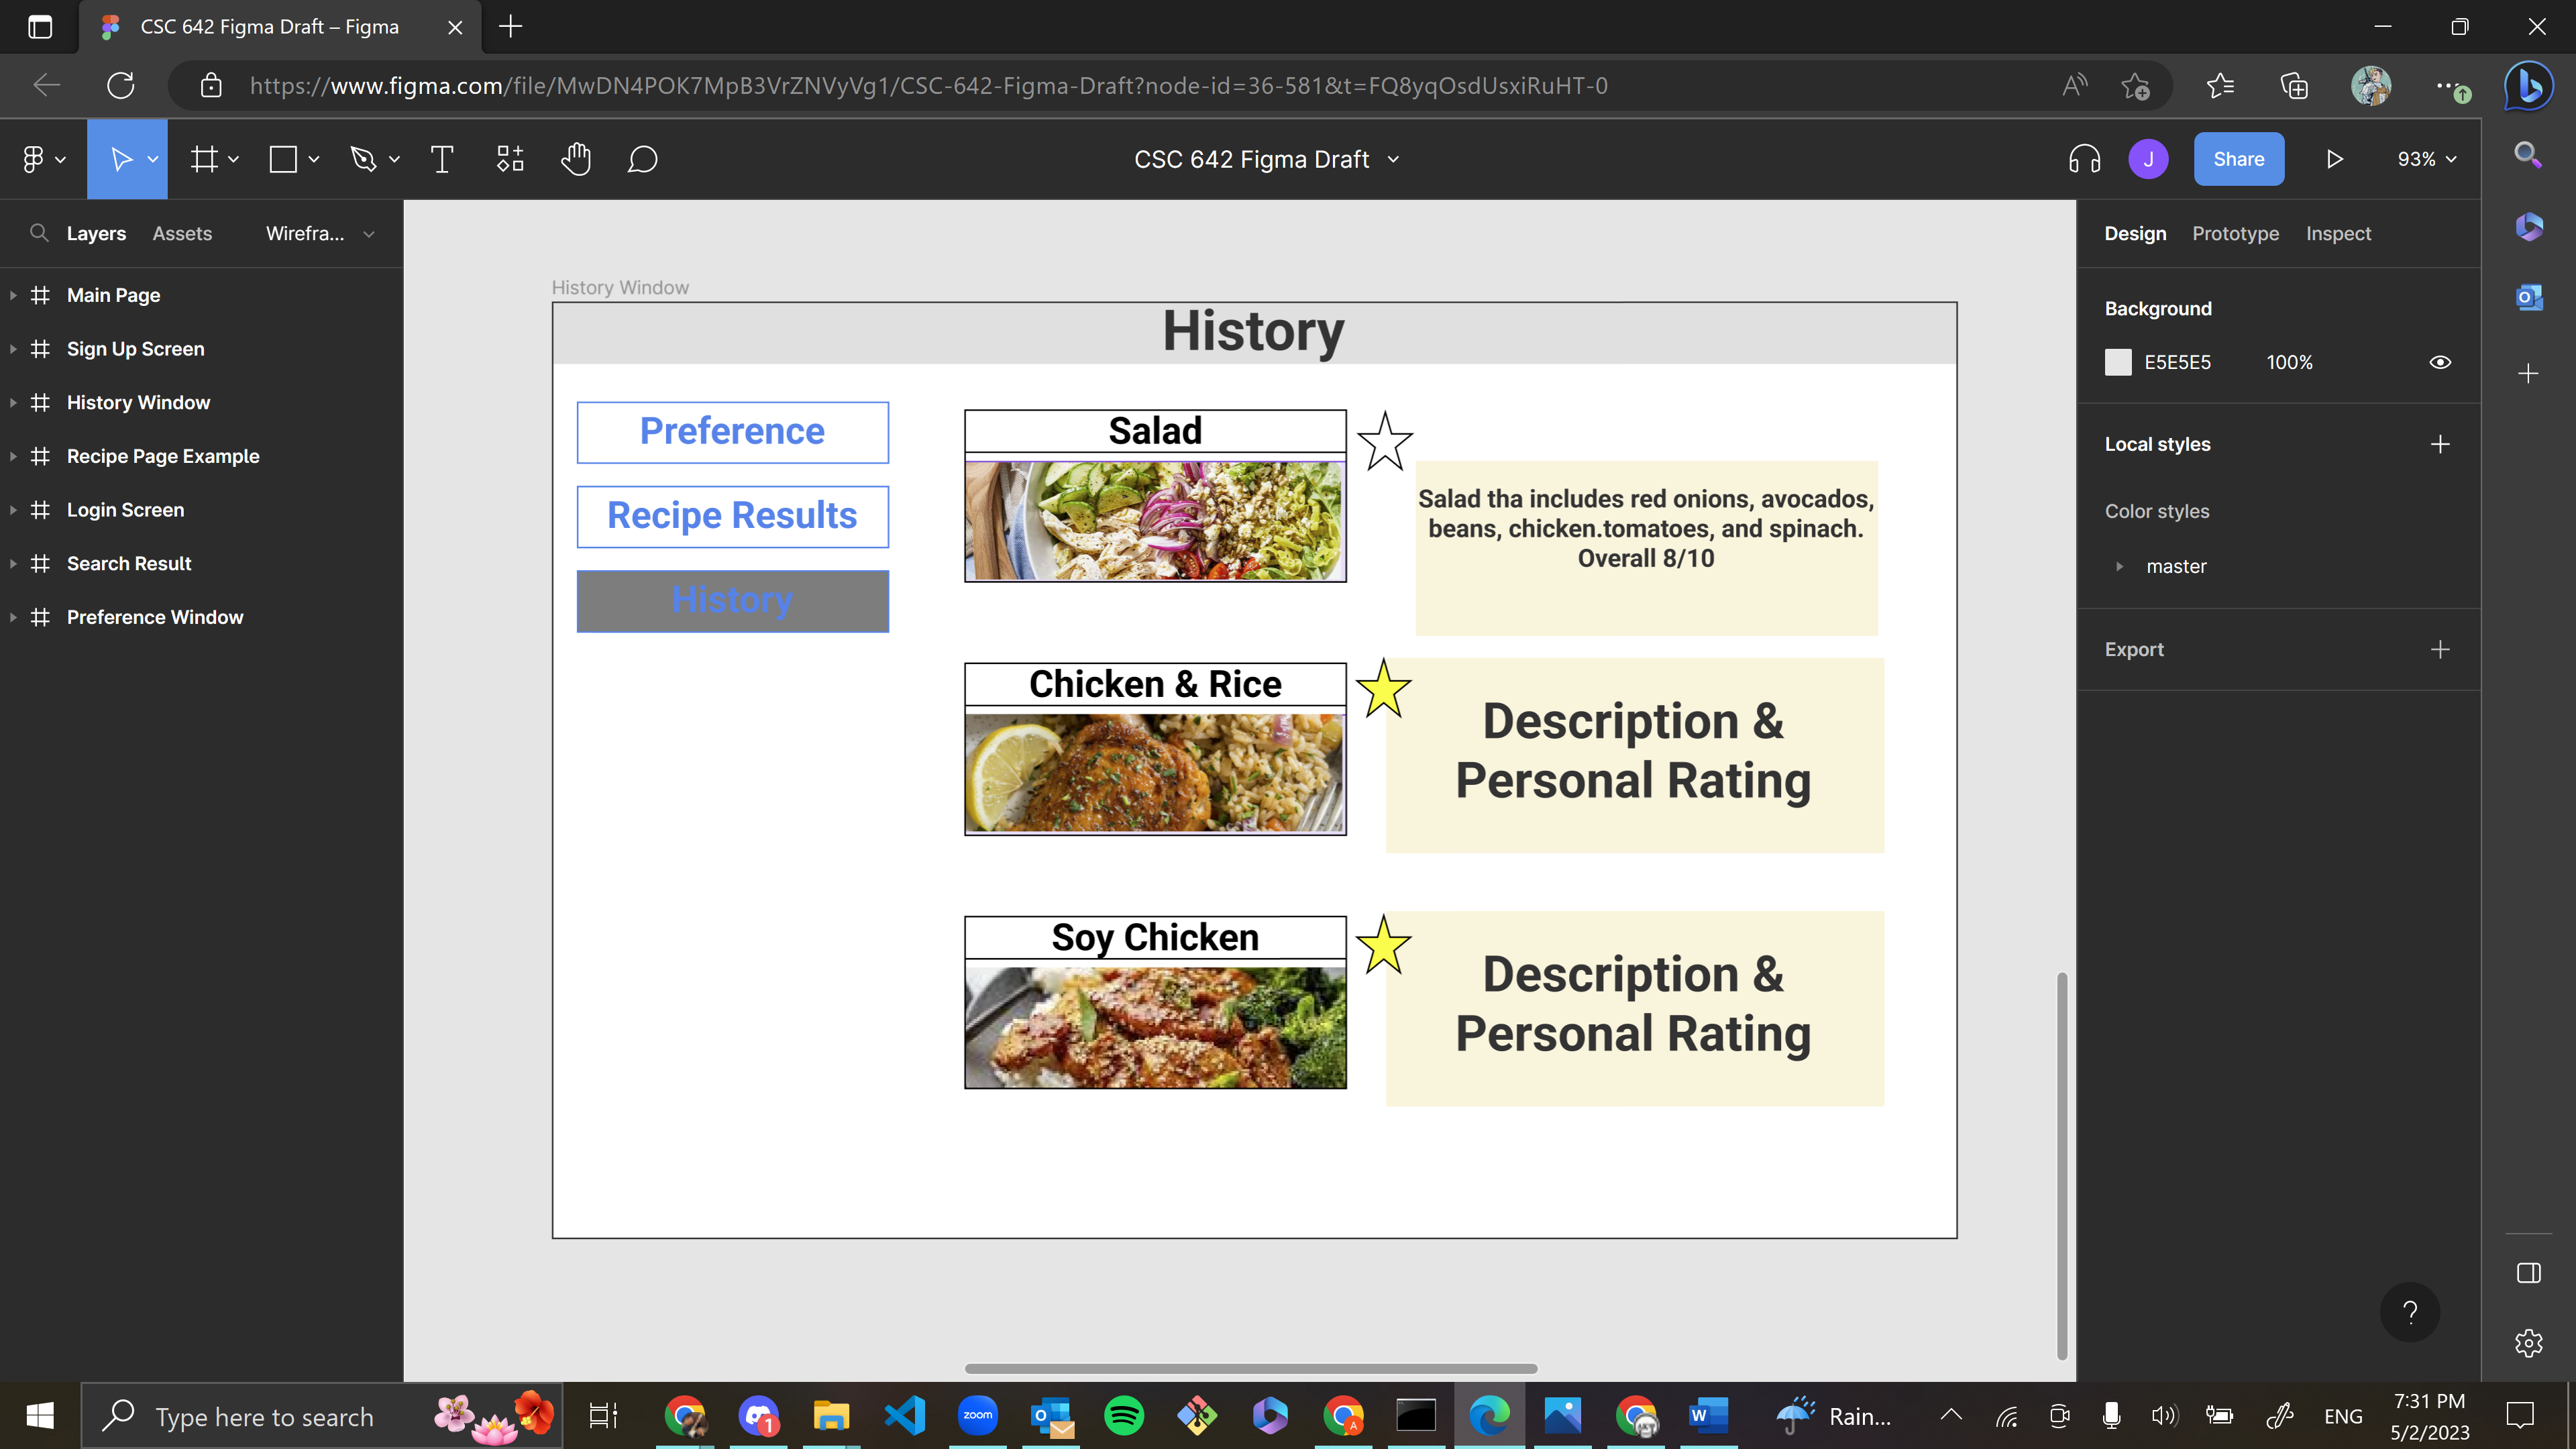 CSC 642 Figma Draft – Figma
https://www.figma.com/file/MwDN4POK7MpB3VrZNVyVg1/CSC-642-Figma-Draft?node-id=36-581&t=FQ8yqOsdUsxiRuHT-0
CSC 642 Figma Draft
J
Share
93%
Layers
Assets
Wirefra...
Main Page
Sign Up Screen
History Window
Recipe Page Example
Login Screen
Search Result
Preference Window
History Window
History
Preference
Recipe Results
History
Salad
Salad tha includes red onions, avocados,
beans, chicken.tomatoes, and spinach.
Overall 8/10
Chicken & Rice
Description &
Personal Rating
Soy Chicken
Description &
Personal Rating
Design
Prototype
Inspect
Background
E5E5E5
100%
Local styles
Color styles
master
Export
?
Type here to search
1
zoom
A
Rain...
ENG
7:31 PM
5/2/2023